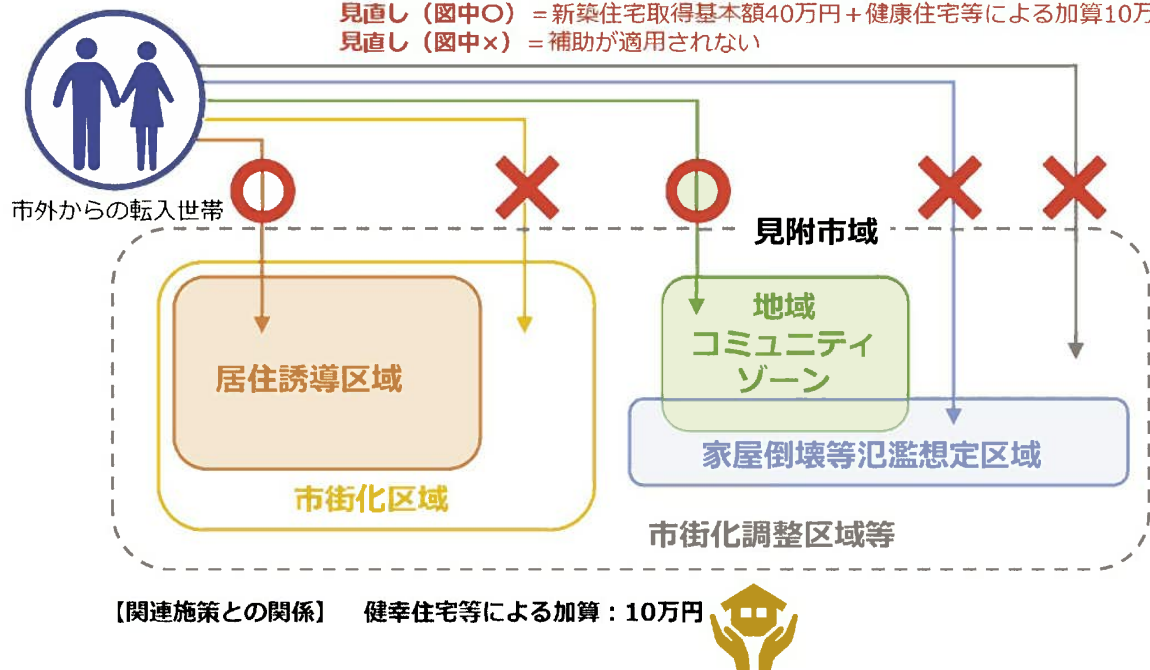 見直し（図中〇）＝新築住宅取得基本額40万円＋健康住宅等による加算10万
見直し（図中×）＝補助が適用されない
市外からの転入世帯
見附市域
地域
コミュニティ
ゾーン
居住誘導区域
家屋倒壊等氾濫想定区域
市街化区域
市街化調整区域等
【関連施策との関係】　健幸住宅等による加算：10万円